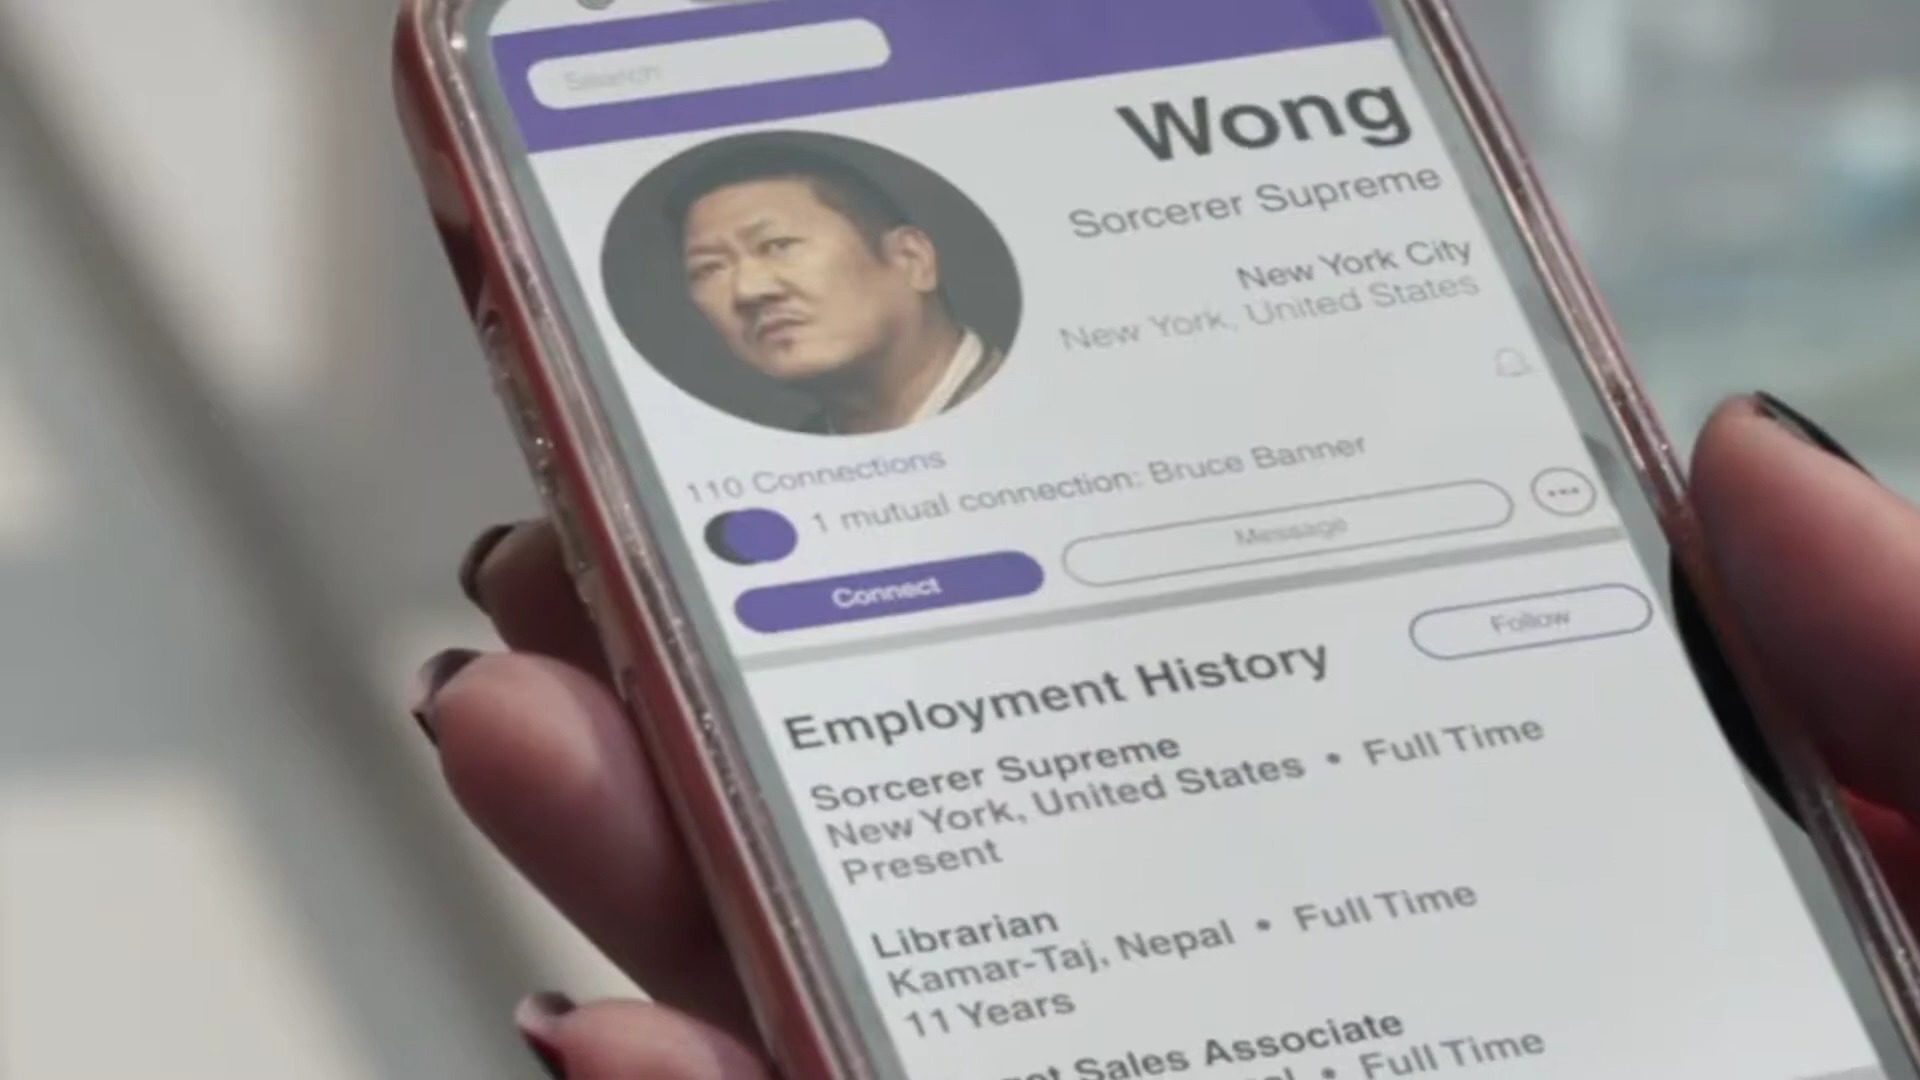 Search
Wong
Sorcerer Supreme
New York City
New York, United States
110 Connections
1 mutual connection: Bruce Banner
Connect
Message
Follow
Employment History
Sorcerer Supreme
New York, United States • Full Time
Present
Librarian
Kamar-Taj, Nepal • Full Time
11 Years
Sales Associate
• Full Time